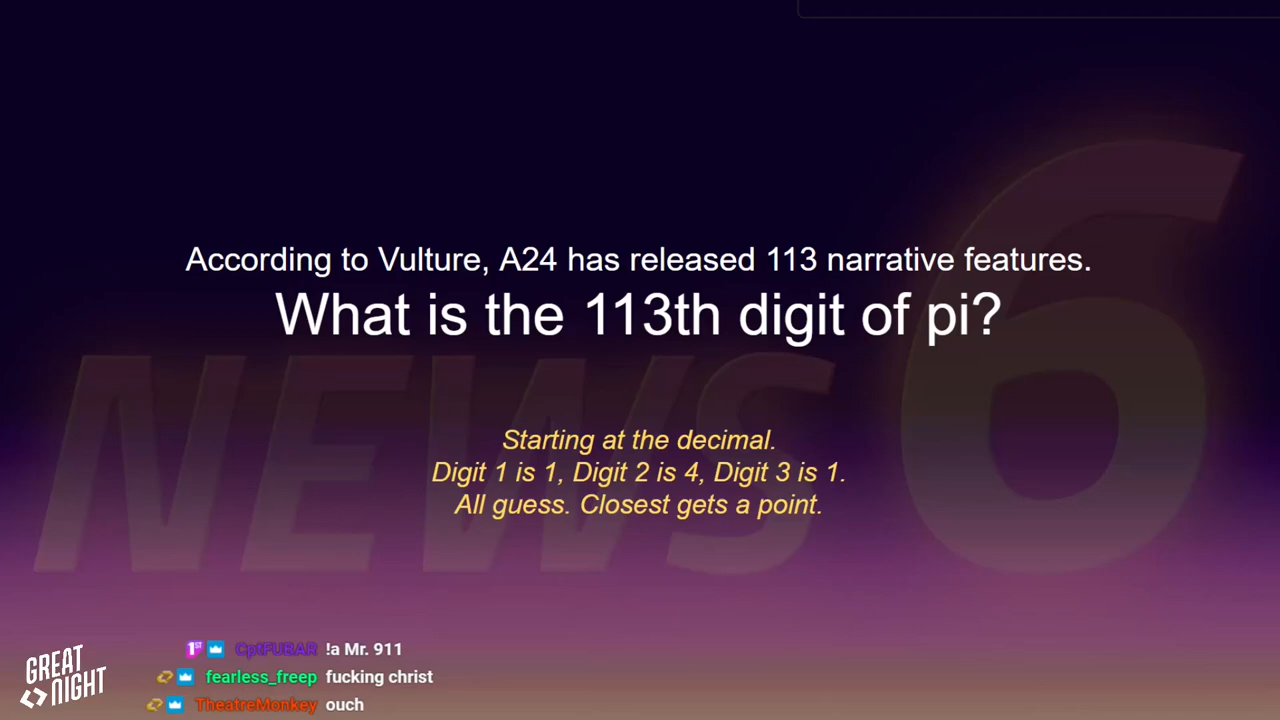 According to Vulture, A24 has released 113 narrative features.
What is the 113th digit of pi?
NEWS 6
Starting at the decimal.
Digit 1 is 1, Digit 2 is 4, Digit 3 is 1.
All guess. Closest gets a point.
GREAT
NIGHT
1ST CptFUBAR !a Mr. 911
fearless_freep fucking christ
TheatreMonkey ouch